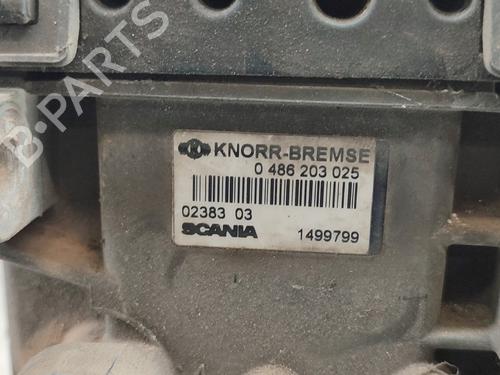 B-PARTS
KNORR-BREMSE
0 486 203 025
02383 03
SCANIA 1499799